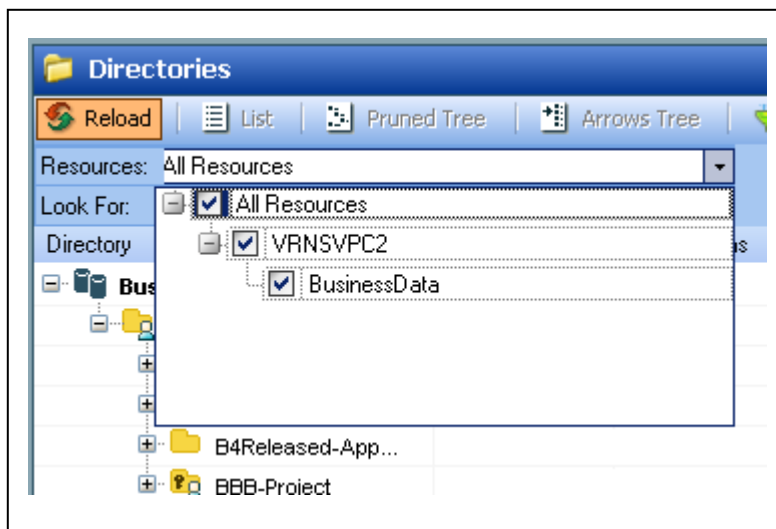 Directories
Reload List Pruned Tree Arrows Tree
Resources: All Resources
Look For: All Resources
Directory VRNSVPC2
BusinessData
B4Released-App...
BBB-Project